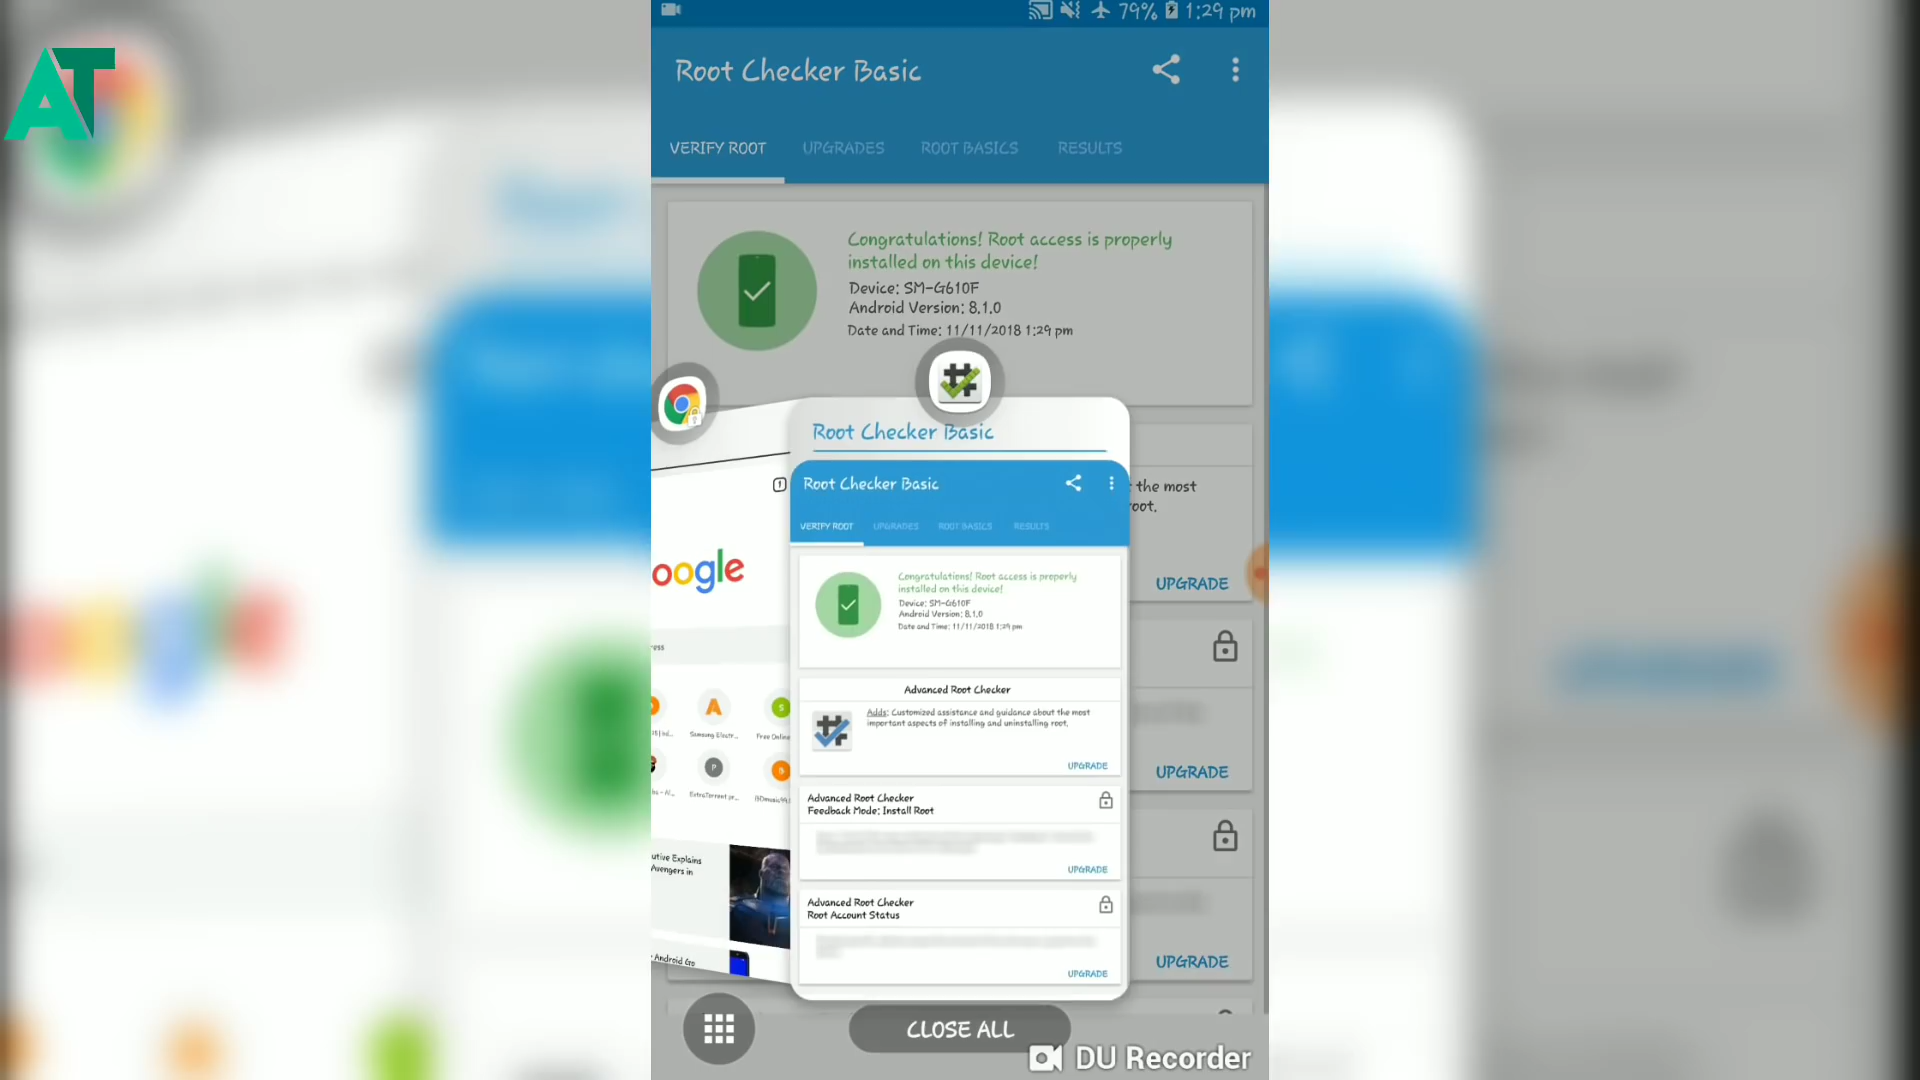 79% 1:29 pm
AT
Root Checker Basic
VERIFY ROOT UPGRADES ROOT BASICS RESULTS
Congratulations! Root access is properly
installed on this device!
Device: SM-G610F
Android Version: 8.1.0
Date and Time: 11/11/2018 1:29 pm
Root Checker Basic
Root Checker Basic
VERIFY ROOT UPGRADES ROOT BASICS RESULTS
Congratulations! Root access is properly
installed on this device!
Device: SM-G610F
Android Version: 8.1.0
Date and Time: 11/11/2018 1:29 pm
Advanced Root Checker
Adds: Customized assistance and guidance about the most
important aspects of installing and uninstalling root.
UPGRADE
Advanced Root Checker
Feedback Mode: Install Root
UPGRADE
Advanced Root Checker
Root Account Status
UPGRADE
oogle
ress
Samsung Electr...
Free Online
ExtraTorrent pr...
utive Explains
Avengers in
Android Go
the most
root.
UPGRADE
UPGRADE
UPGRADE
CLOSE ALL
DU Recorder